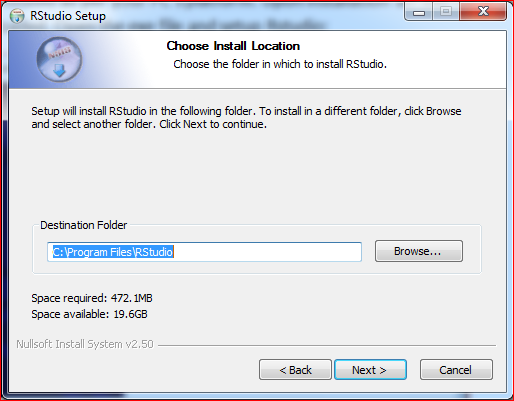 RStudio Setup
Choose Install Location
Choose the folder in which to install RStudio.
Setup will install RStudio in the following folder. To install in a different folder, click Browse
and select another folder. Click Next to continue.
Destination Folder
C:\Program Files\RStudio
Browse...
Space required: 472.1MB
Space available: 19.6GB
Nullsoft Install System v2.50
< Back
Next >
Cancel